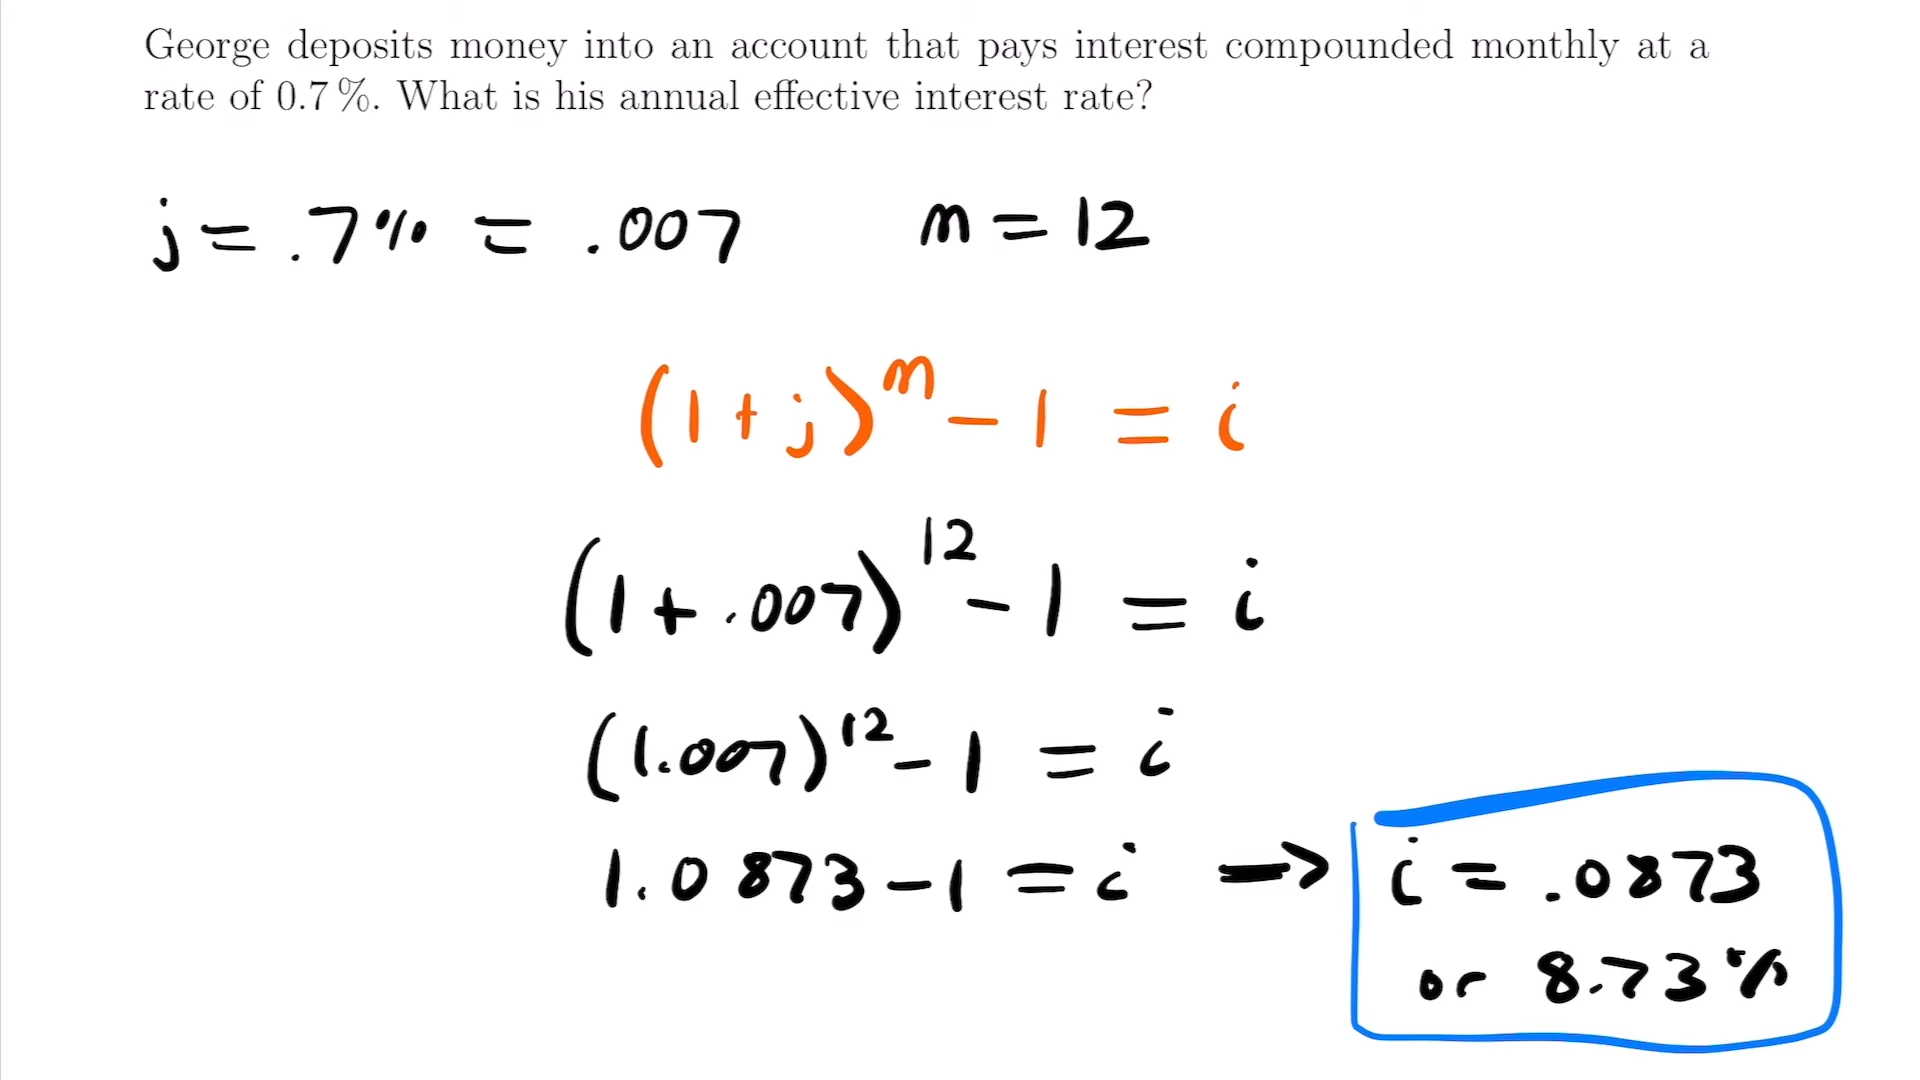 George deposits money into an account that pays interest compounded monthly at a
rate of 0.7 %. What is his annual effective interest rate?
j = .7% = .007 m = 12
(1 + j)^m - 1 = i
(1 + .007)^12 - 1 = i
(1.007)^12 - 1 = i
1.0873 - 1 = i → i = .0873
or 8.73%